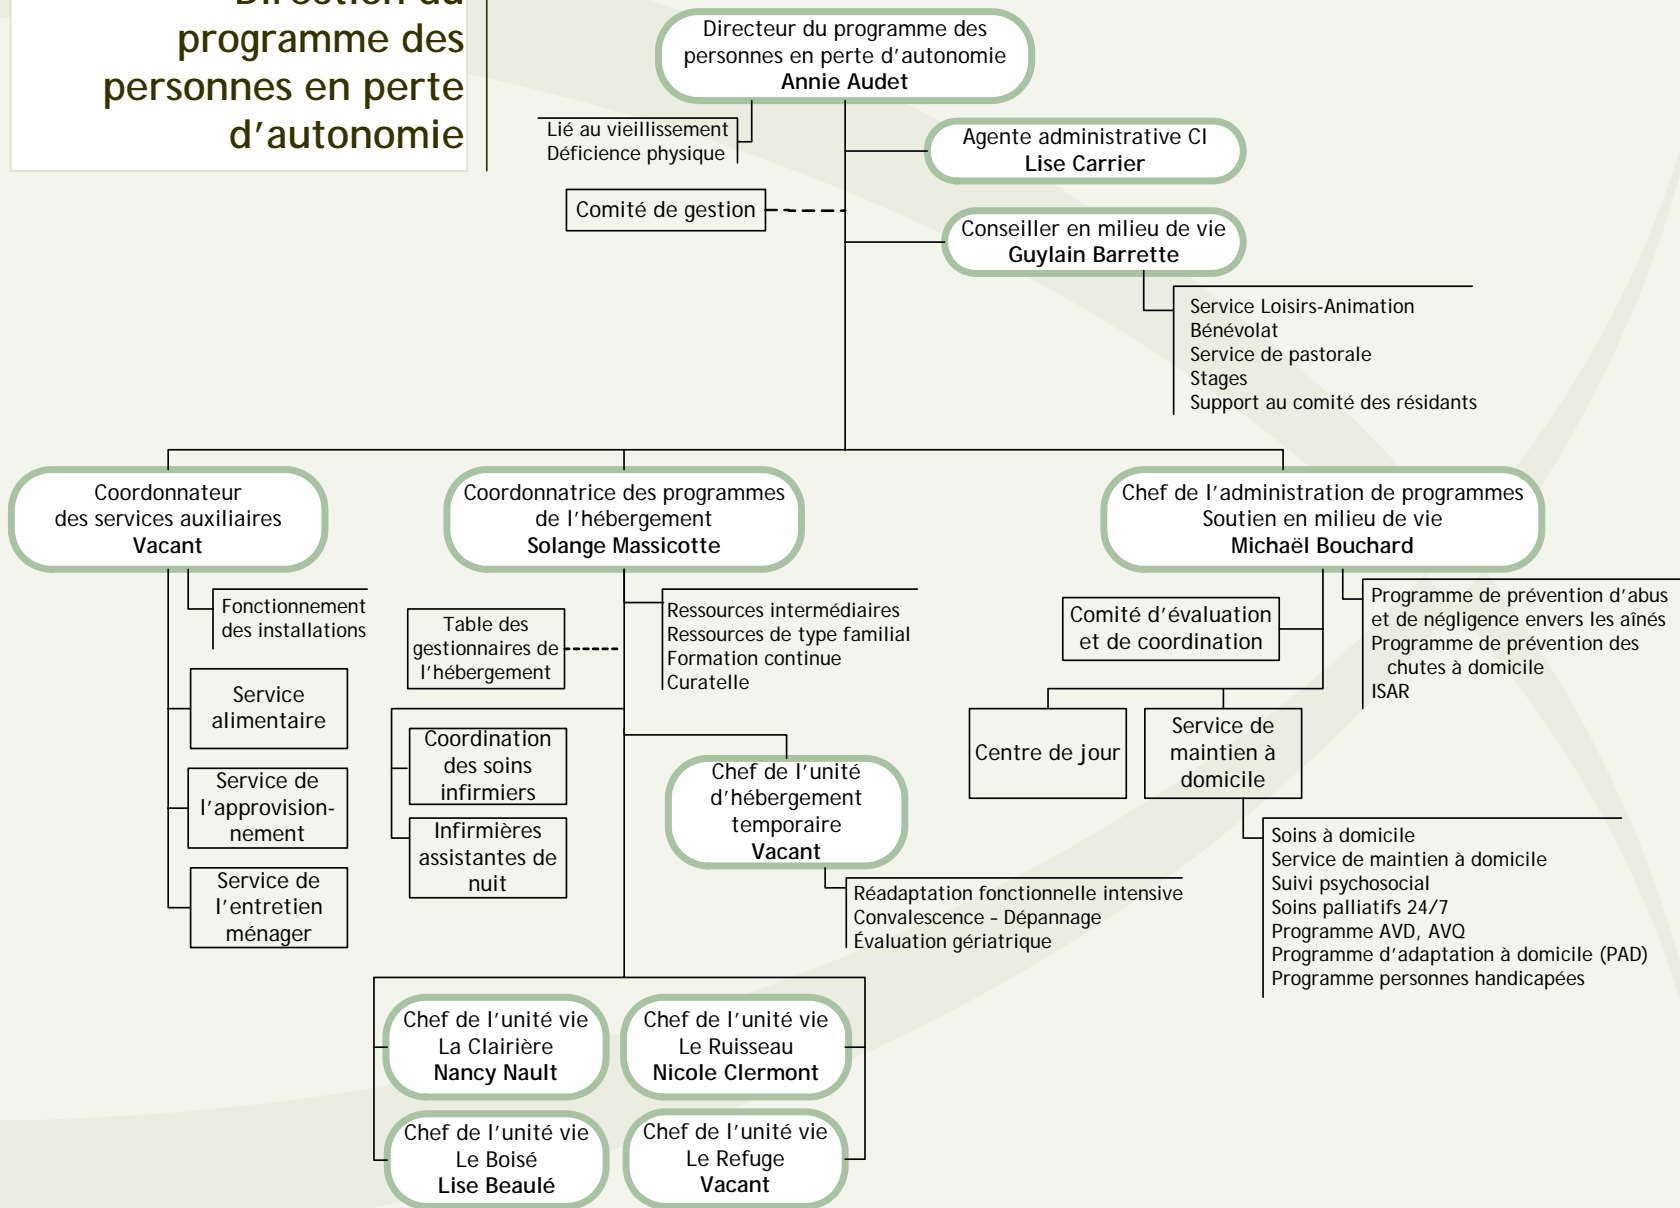 Direction du
programme des
personnes en perte
d'autonomie
Directeur du programme des
personnes en perte d'autonomie
Annie Audet
Lié au vieillissement
Déficience physique
Agente administrative CI
Lise Carrier
Comité de gestion
Conseiller en milieu de vie
Guylain Barrette
Service Loisirs-Animation
Bénévolat
Service de pastorale
Stages
Support au comité des résidants
Coordonnateur
des services auxiliaires
Vacant
Fonctionnement
des installations
Service
alimentaire
Service de
l'approvision-
nement
Service de
l'entretien
ménager
Coordonnatrice des programmes
de l'hébergement
Solange Massicotte
Table des
gestionnaires de
l'hébergement
Ressources intermédiaires
Ressources de type familial
Formation continue
Curatelle
Coordination
des soins
infirmiers
Infirmières
assistantes de
nuit
Chef de l'unité
d'hébergement
temporaire
Vacant
Réadaptation fonctionnelle intensive
Convalescence - Dépannage
Évaluation gériatrique
Chef de l'unité vie
La Clairière
Nancy Nault
Chef de l'unité vie
Le Ruisseau
Nicole Clermont
Chef de l'unité vie
Le Boisé
Lise Beaulé
Chef de l'unité vie
Le Refuge
Vacant
Chef de l'administration de programmes
Soutien en milieu de vie
Michaël Bouchard
Comité d'évaluation
et de coordination
Programme de prévention d'abus
et de négligence envers les aînés
Programme de prévention des
chutes à domicile
ISAR
Centre de jour
Service de
maintien à
domicile
Soins à domicile
Service de maintien à domicile
Suivi psychosocial
Soins palliatifs 24/7
Programme AVD, AVQ
Programme d'adaptation à domicile (PAD)
Programme personnes handicapées